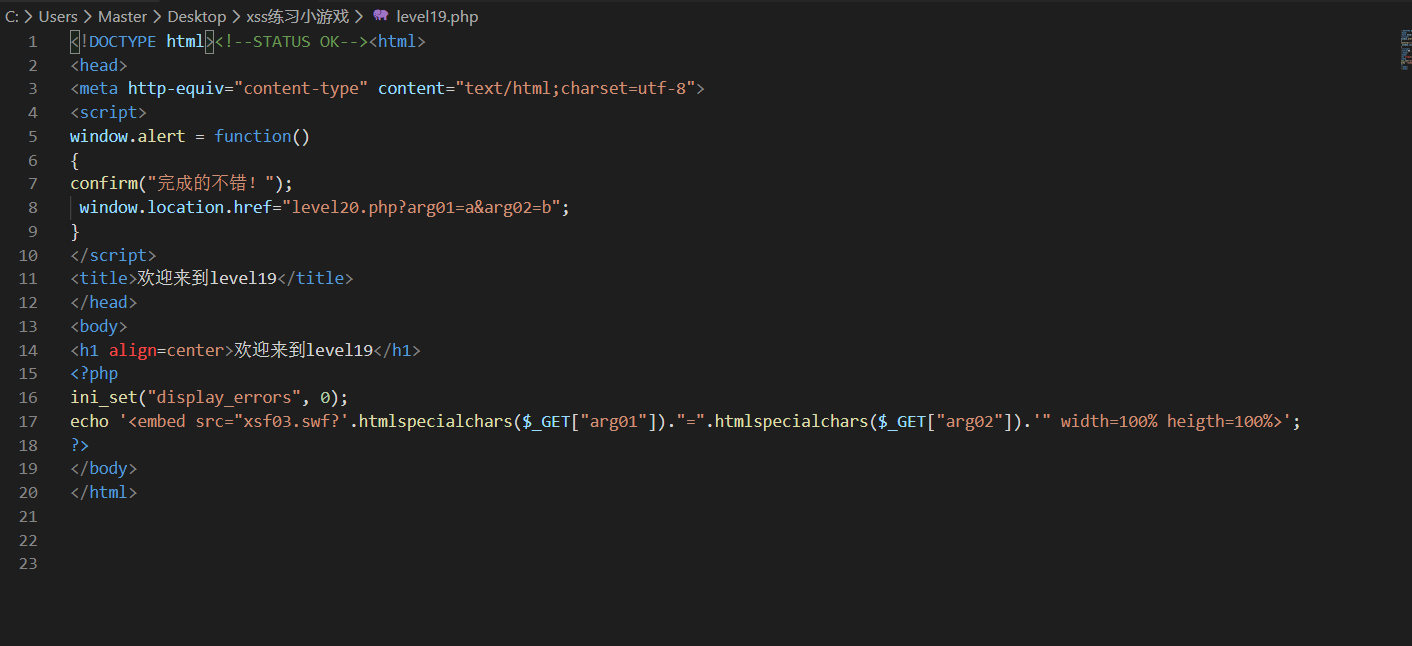 C: > Users > Master > Desktop > xss练习小游戏 > level19.php
1 <!DOCTYPE html><!--STATUS OK--><html>
2 <head>
3 <meta http-equiv="content-type" content="text/html;charset=utf-8">
4 <script>
5 window.alert = function()
6 {
7 confirm("完成的不错！");
8  window.location.href="level20.php?arg01=a&arg02=b";
9 }
10 </script>
11 <title>欢迎来到level19</title>
12 </head>
13 <body>
14 <h1 align=center>欢迎来到level19</h1>
15 <?php
16 ini_set("display_errors", 0);
17 echo '<embed src="xsf03.swf?'.htmlspecialchars($_GET["arg01"])."=".htmlspecialchars($_GET["arg02"]).'" width=100% heigth=100%>';
18 ?>
19 </body>
20 </html>
21
22
23